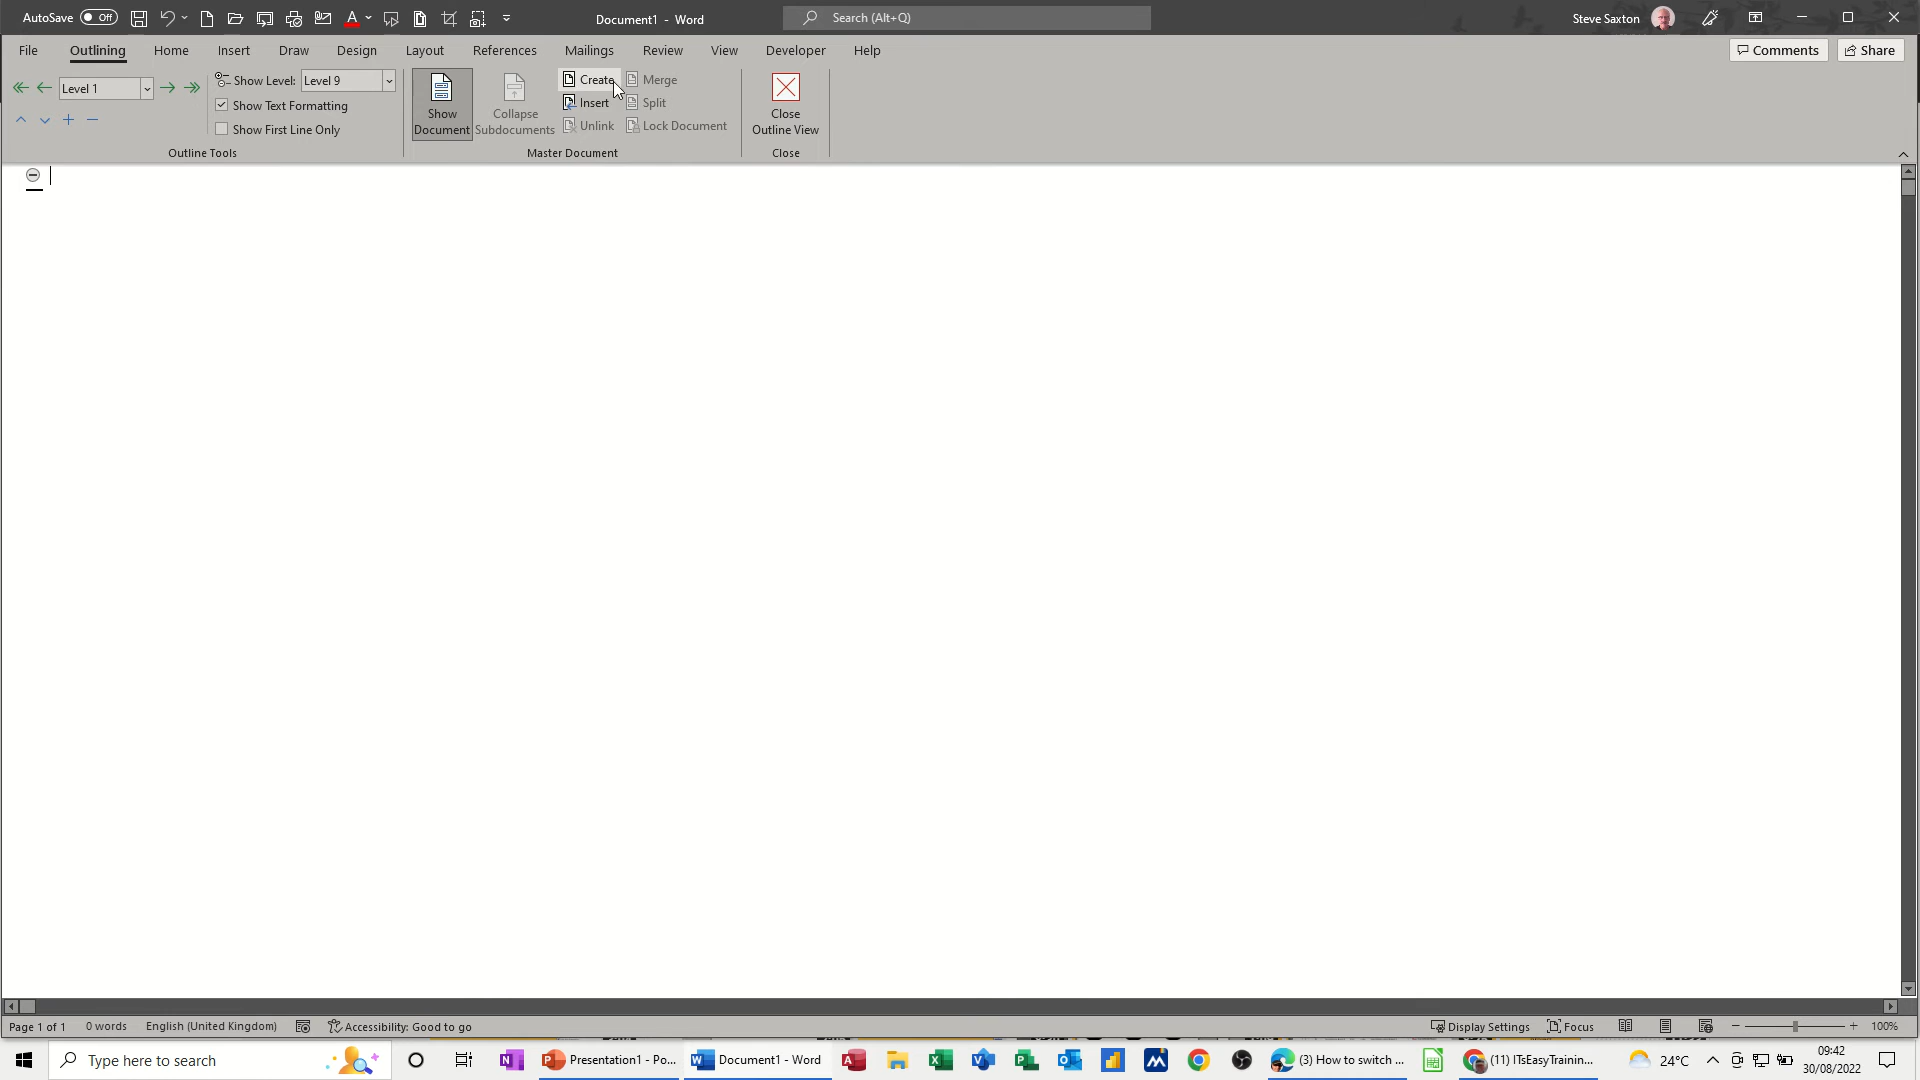 AutoSave Off Document1 - Word Search (Alt+Q) Steve Saxton
File Outlining Home Insert Draw Design Layout References Mailings Review View Developer Help Comments Share
Level 1 Show Level: Level 9
Show Text Formatting
Show First Line Only
Outline Tools
Show Document
Collapse Subdocuments
Create Merge
Insert Split
Unlink Lock Document
Master Document
Close Outline View
Close
Page 1 of 1 0 words English (United Kingdom) Accessibility: Good to go Display Settings Focus 100%
Type here to search Presentation1 - Po... Document1 - Word (3) How to switch ... (11) ITsEasyTrainin... 24°C 09:42
30/08/2022